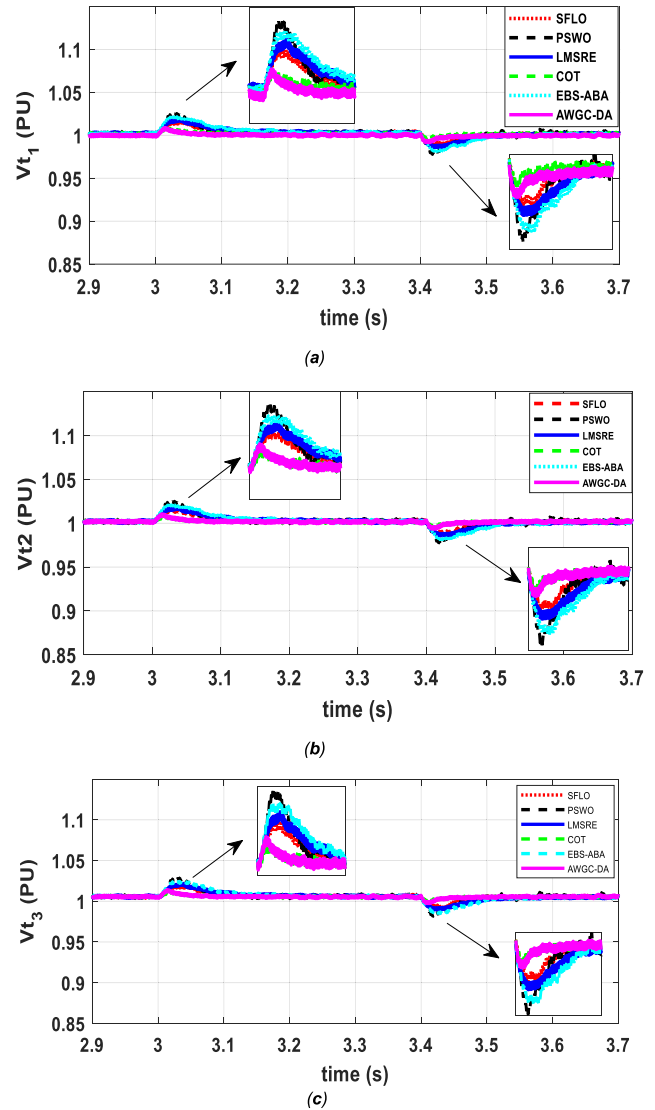 Vt1 (PU)
1.1
1.05
1
0.95
0.9
0.85
SFLO
PSWO
LMSRE
COT
EBS-ABA
AWGC-DA
2.9 3 3.1 3.2 3.3 3.4 3.5 3.6 3.7
time (s)
(a)
Vt2 (PU)
1.1
1.05
1
0.95
0.9
0.85
SFLO
PSWO
LMSRE
COT
EBS-ABA
AWGC-DA
2.9 3 3.1 3.2 3.3 3.4 3.5 3.6 3.7
time (s)
(b)
Vt3 (PU)
1.1
1.05
1
0.95
0.9
0.85
SFLO
PSWO
LMSRE
COT
EBS-ABA
AWGC-DA
2.9 3 3.1 3.2 3.3 3.4 3.5 3.6 3.7
time (s)
(c)